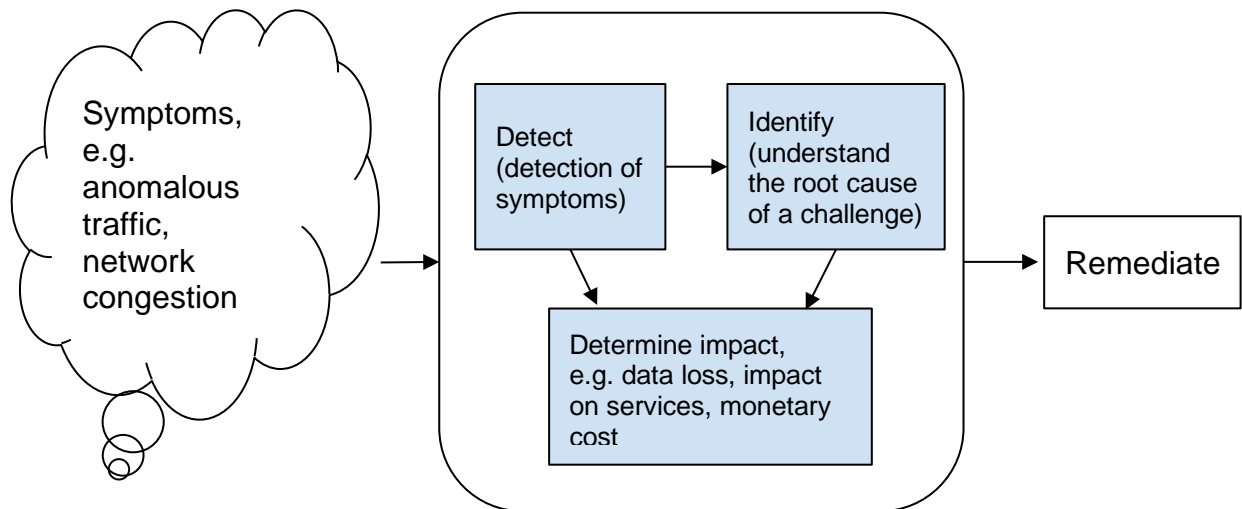 Symptoms,
e.g.
anomalous
traffic,
network
congestion
Detect
(detection of
symptoms)
Identify
(understand
the root cause
of a challenge)
Determine impact,
e.g. data loss, impact
on services, monetary
cost
Remediate